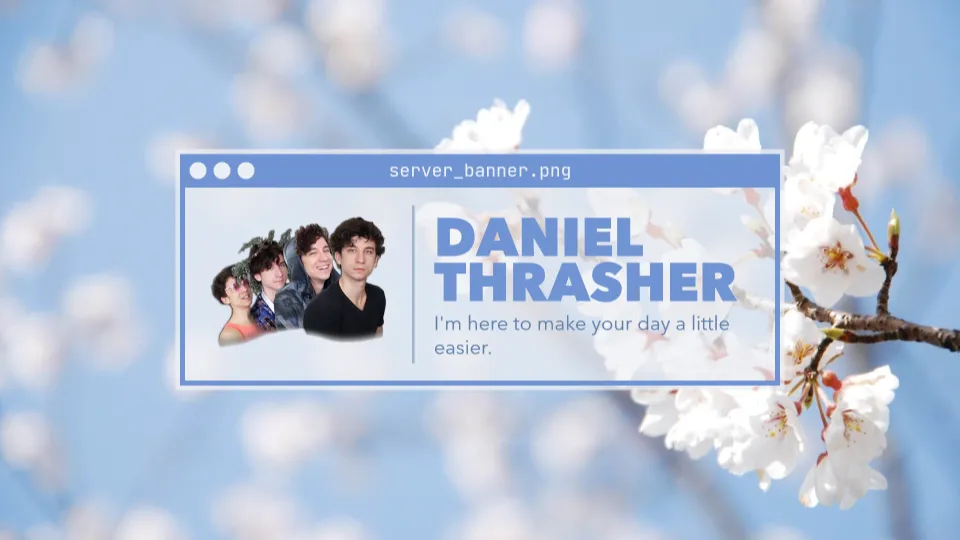 server_banner.png
DANIEL
THRASHER
I'm here to make your day a little
easier.